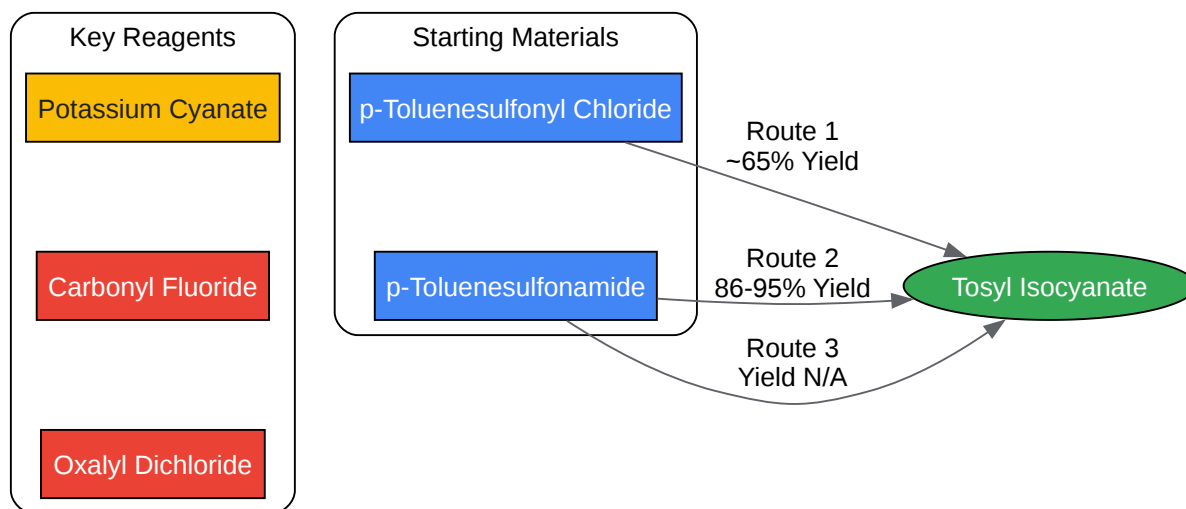 Key Reagents
Potassium Cyanate
Carbonyl Fluoride
Oxalyl Dichloride
Starting Materials
p-Toluenesulfonyl Chloride
p-Toluenesulfonamide
Route 1
~65% Yield
Route 2
86-95% Yield
Route 3
Yield N/A
Tosyl Isocyanate